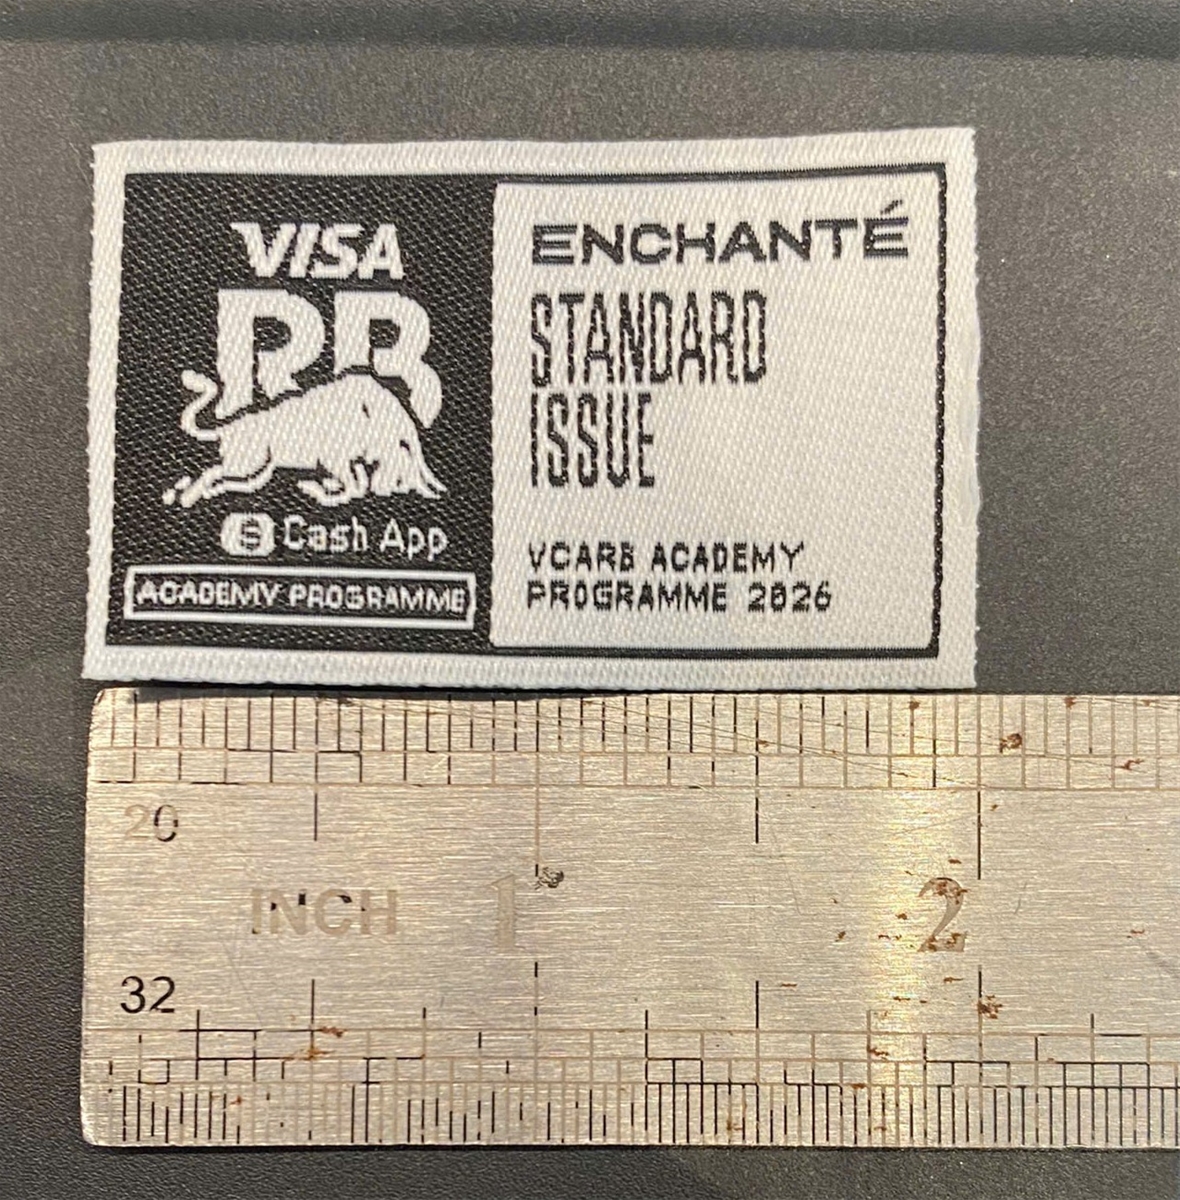 VISA
RB
Cash App
ACADEMY PROGRAMME
ENCHANTÉ
STANDARD
ISSUE
VCARB ACADEMY
PROGRAMME 2026
20
INCH 1 2
32